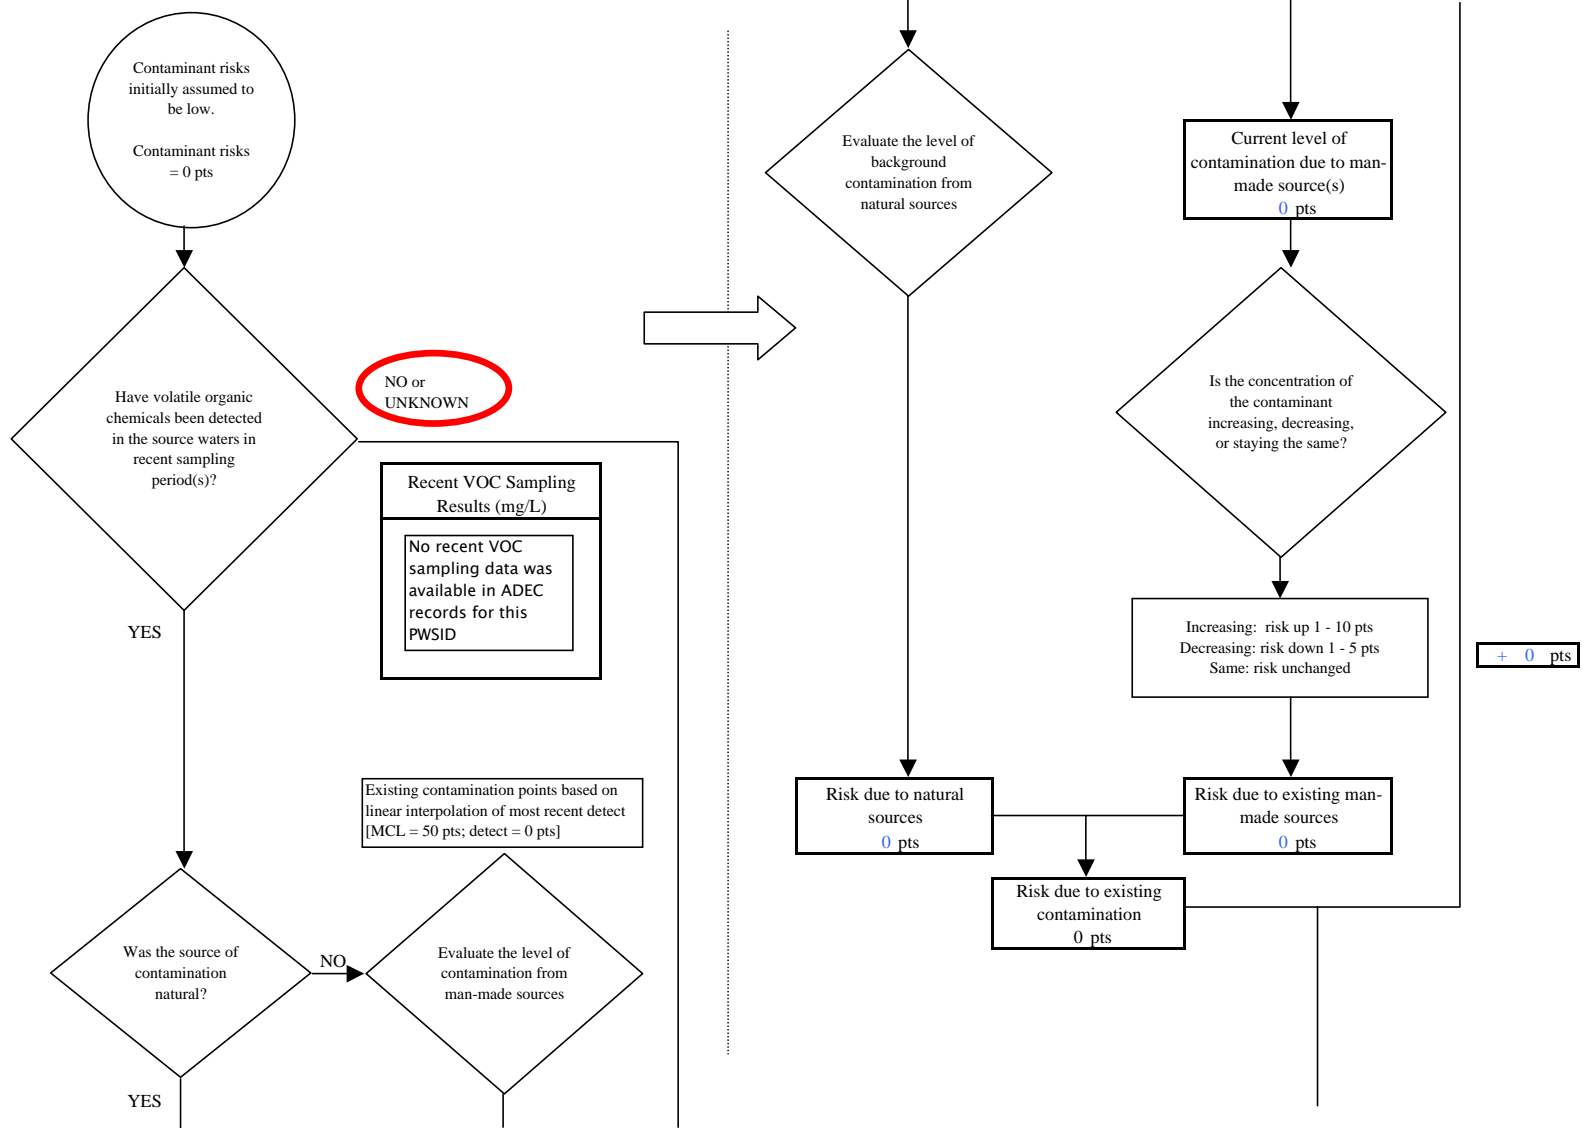 Contaminant risks
initially assumed to
be low.
Contaminant risks
= 0 pts
Have volatile organic
chemicals been detected
in the source waters in
recent sampling
period(s)?
NO or
UNKNOWN
Recent VOC Sampling
Results (mg/L)
No recent VOC
sampling data was
available in ADEC
records for this
PWSID
YES
Existing contamination points based on
linear interpolation of most recent detect
[MCL = 50 pts; detect = 0 pts]
Was the source of
contamination
natural?
NO
Evaluate the level of
contamination from
man-made sources
YES
Evaluate the level of
background
contamination from
natural sources
Current level of
contamination due to man-
made source(s)
0 pts
Is the concentration of
the contaminant
increasing, decreasing,
or staying the same?
Increasing: risk up 1 - 10 pts
Decreasing: risk down 1 - 5 pts
Same: risk unchanged
+ 0 pts
Risk due to natural
sources
0 pts
Risk due to existing man-
made sources
0 pts
Risk due to existing
contamination
0 pts